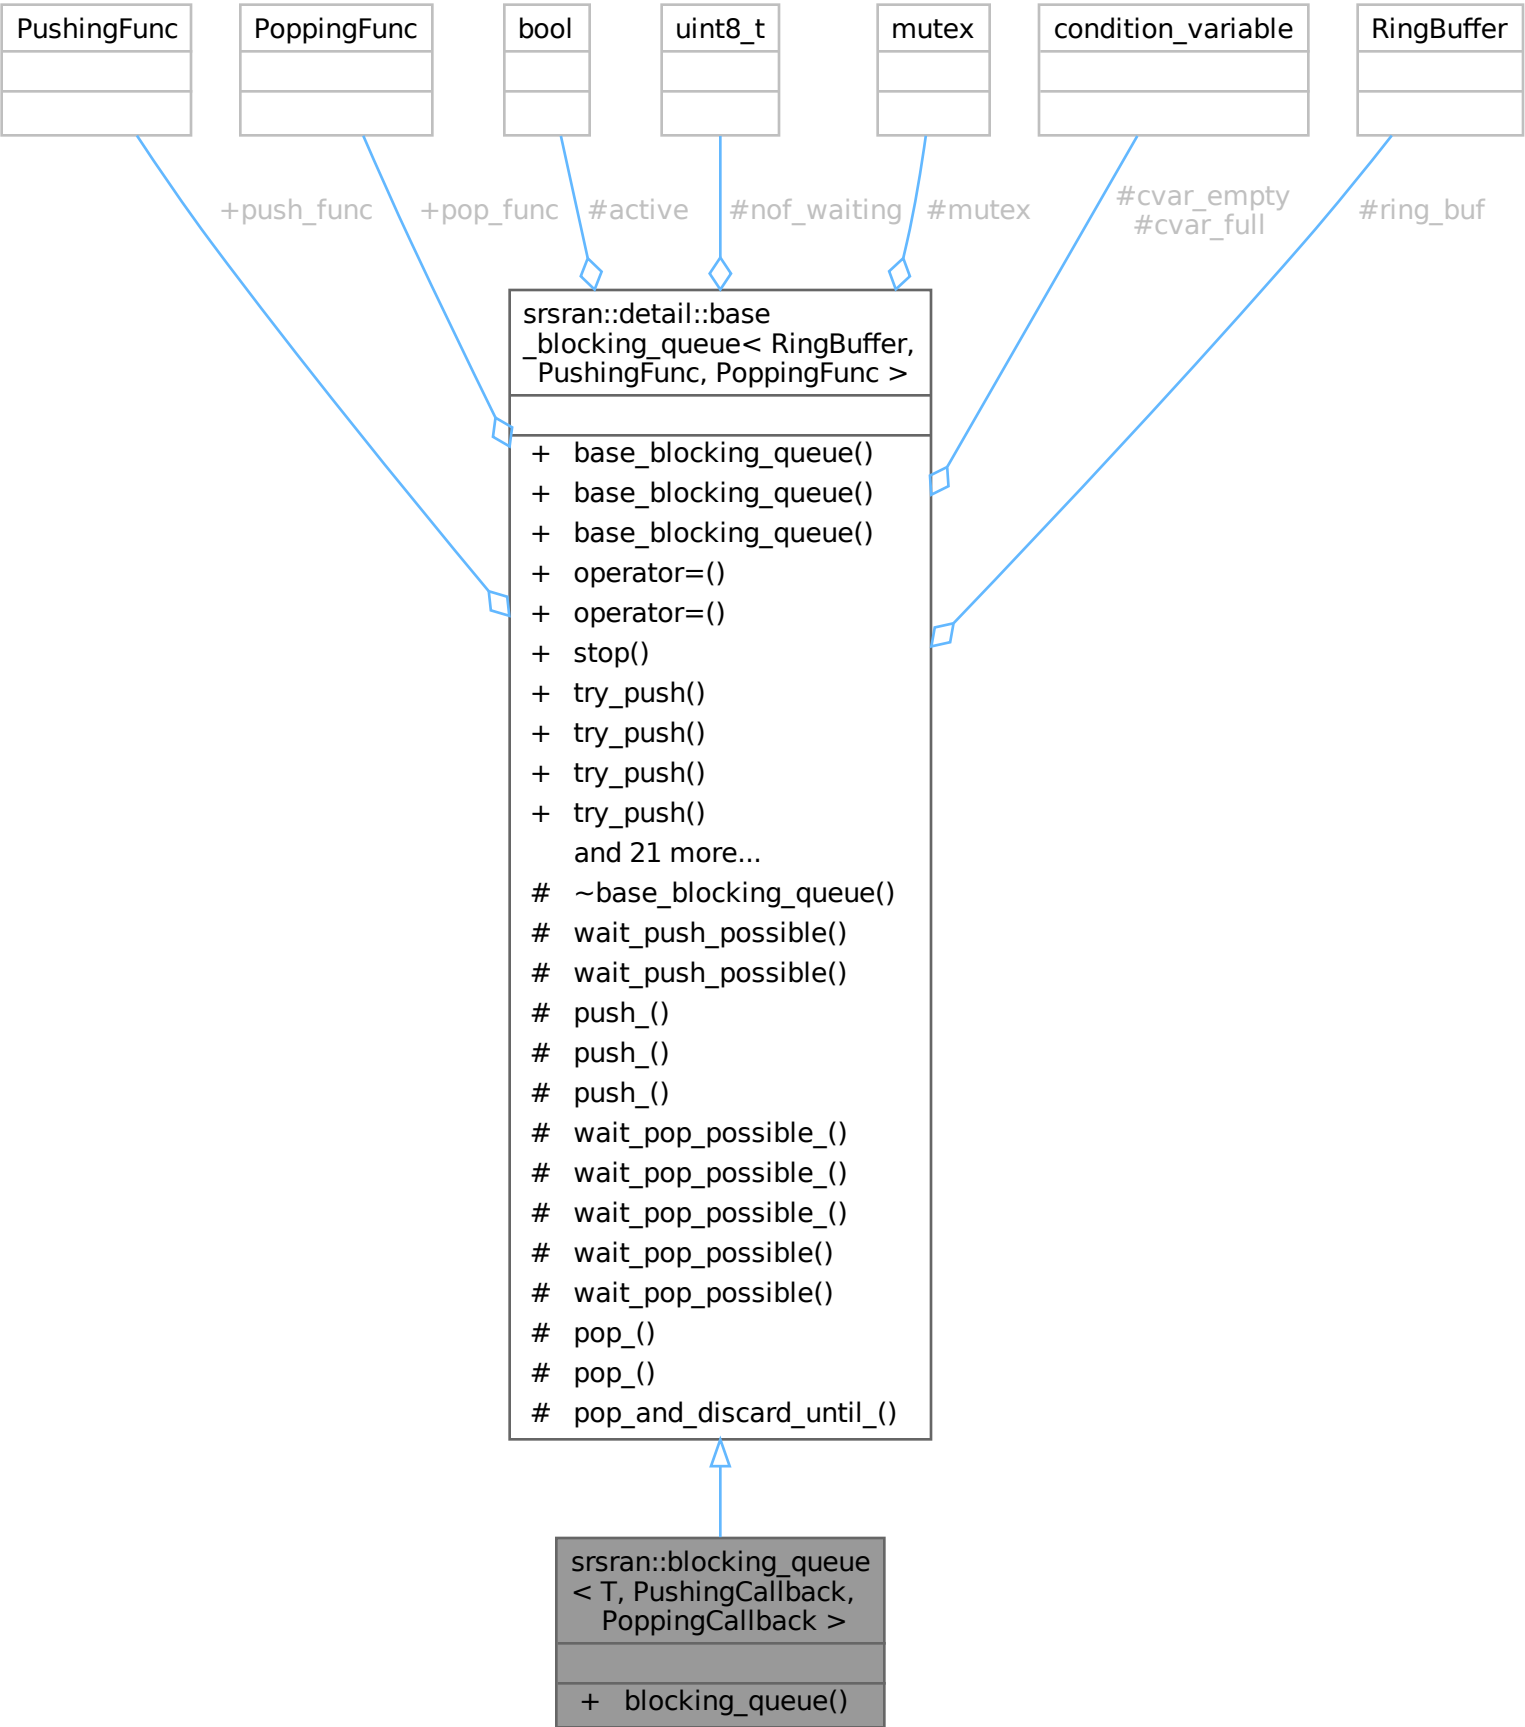 PushingFunc
PoppingFunc
bool
uint8_t
mutex
condition_variable
RingBuffer
+push_func
+pop_func
#active
#nof_waiting
#mutex
#cvar_empty
#cvar_full
#ring_buf
srsran::detail::base
_blocking_queue< RingBuffer,
PushingFunc, PoppingFunc >
+ base_blocking_queue()
+ base_blocking_queue()
+ base_blocking_queue()
+ operator=()
+ operator=()
+ stop()
+ try_push()
+ try_push()
+ try_push()
+ try_push()
and 21 more...
# ~base_blocking_queue()
# wait_push_possible()
# wait_push_possible()
# push_()
# push_()
# push_()
# wait_pop_possible_()
# wait_pop_possible_()
# wait_pop_possible_()
# wait_pop_possible()
# wait_pop_possible()
# pop_()
# pop_()
# pop_and_discard_until_()
srsran::blocking_queue
< T, PushingCallback,
PoppingCallback >
+ blocking_queue()